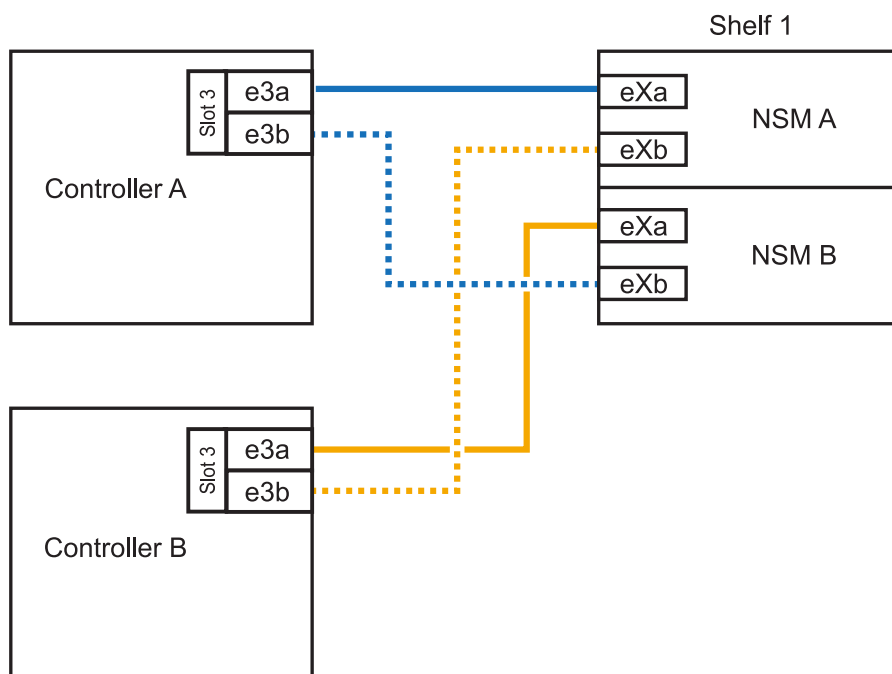 Shelf 1
Slot 3
e3a
e3b
Controller A
eXa
eXb
NSM A
eXa
eXb
NSM B
Slot 3
e3a
e3b
Controller B